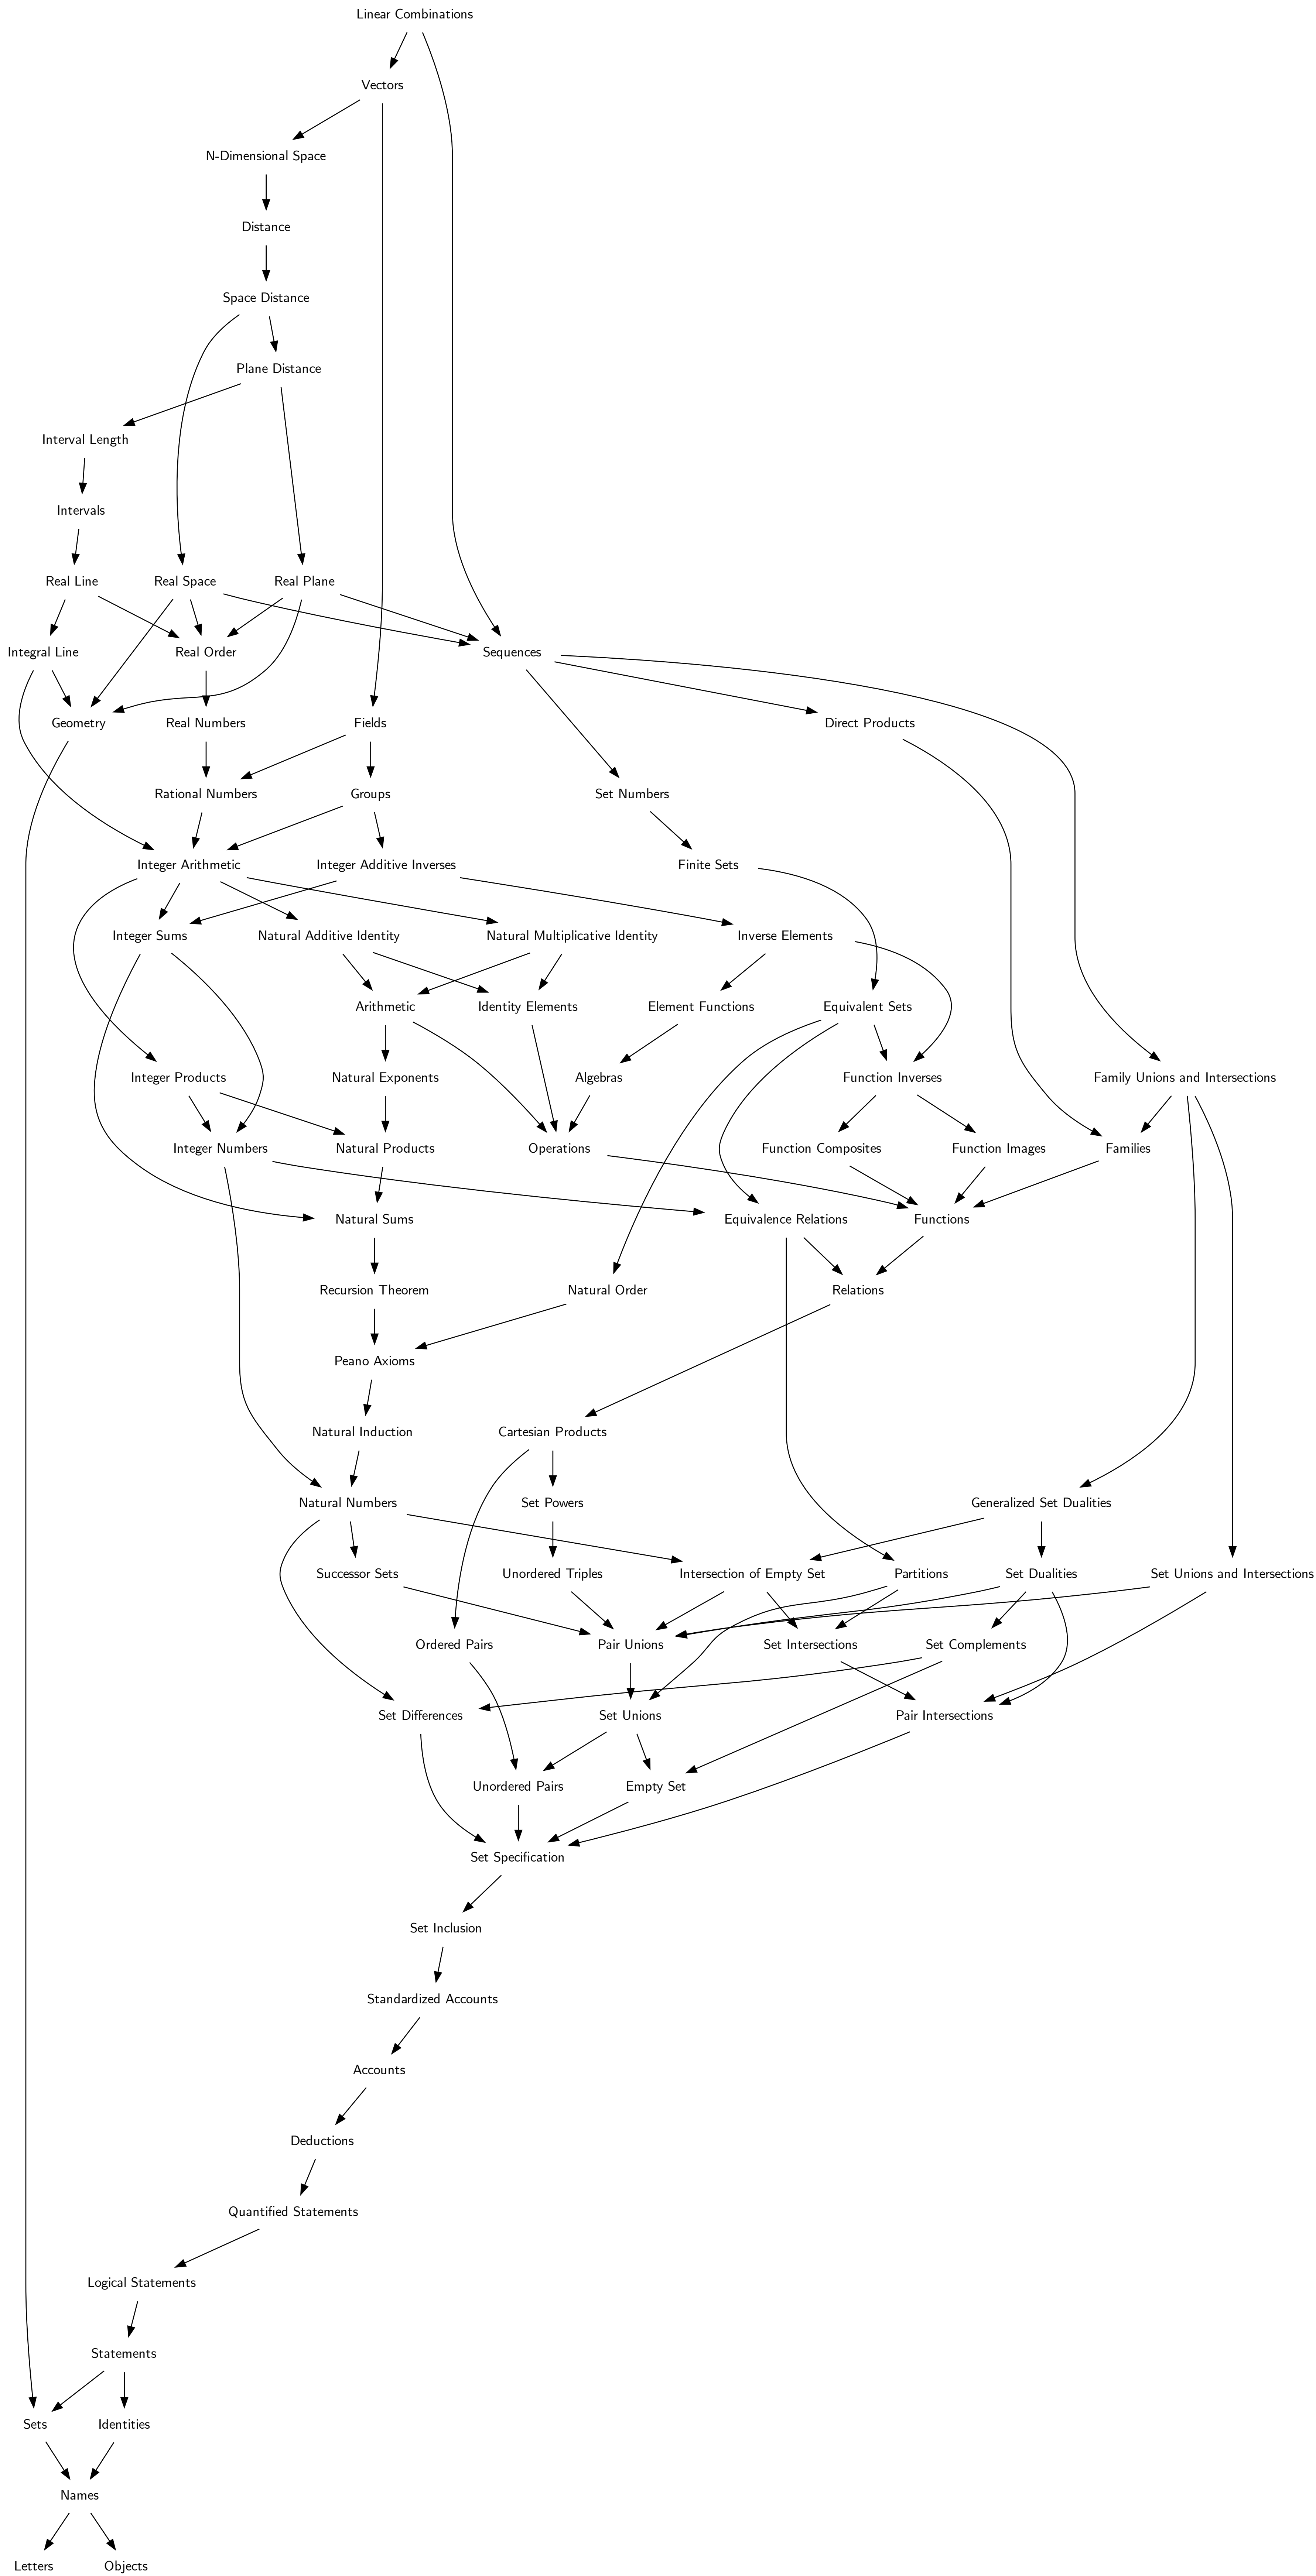 Linear Combinations
Vectors
N-Dimensional Space
Distance
Space Distance
Plane Distance
Interval Length
Intervals
Real Line
Real Space
Real Plane
Integral Line
Real Order
Sequences
Geometry
Real Numbers
Fields
Direct Products
Rational Numbers
Groups
Set Numbers
Integer Arithmetic
Integer Additive Inverses
Finite Sets
Integer Sums
Natural Additive Identity
Natural Multiplicative Identity
Inverse Elements
Arithmetic
Identity Elements
Element Functions
Equivalent Sets
Integer Products
Natural Exponents
Algebras
Function Inverses
Family Unions and Intersections
Integer Numbers
Natural Products
Operations
Function Composites
Function Images
Families
Natural Sums
Equivalence Relations
Functions
Recursion Theorem
Natural Order
Relations
Peano Axioms
Natural Induction
Cartesian Products
Natural Numbers
Set Powers
Generalized Set Dualities
Successor Sets
Unordered Triples
Intersection of Empty Set
Partitions
Set Dualities
Set Unions and Intersections
Ordered Pairs
Pair Unions
Set Intersections
Set Complements
Set Differences
Set Unions
Pair Intersections
Unordered Pairs
Empty Set
Set Specification
Set Inclusion
Standardized Accounts
Accounts
Deductions
Quantified Statements
Logical Statements
Statements
Sets
Identities
Names
Letters
Objects